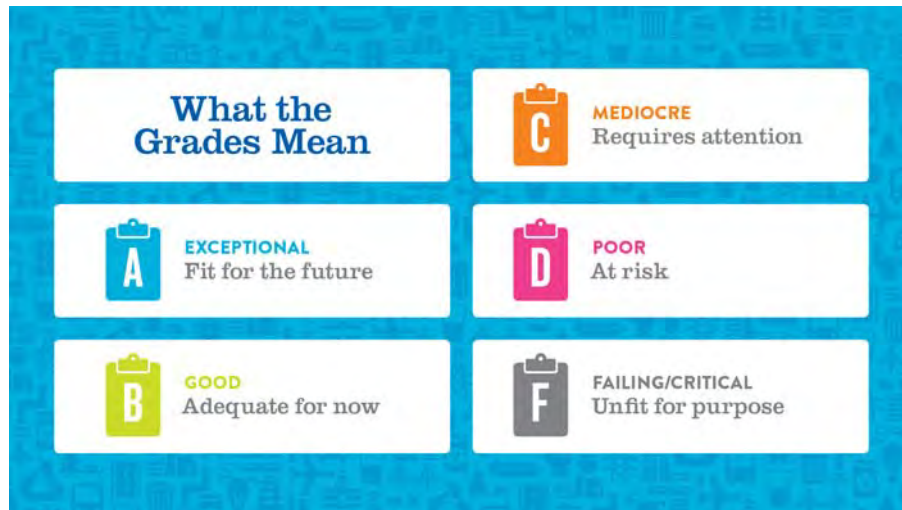 What the
Grades Mean
A
EXCEPTIONAL
Fit for the future
B
GOOD
Adequate for now
C
MEDIOCRE
Requires attention
D
POOR
At risk
F
FAILING/CRITICAL
Unfit for purpose